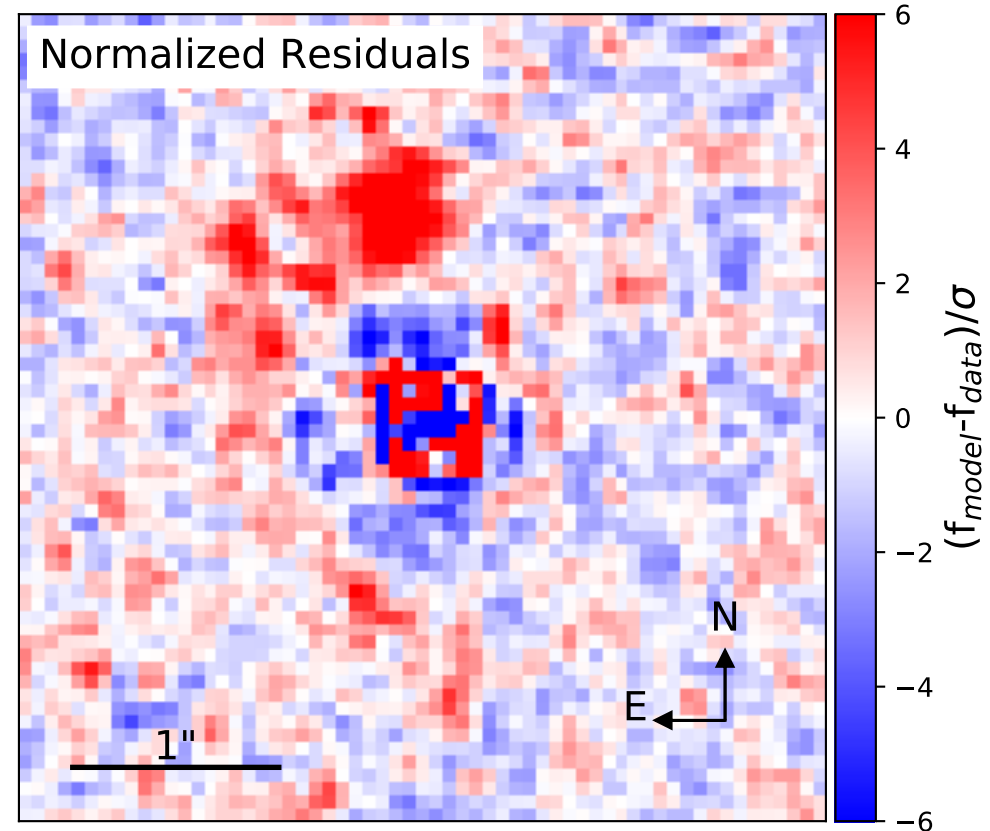 Normalized Residuals
6
4
2
0
−2
−4
−6
(f_model-f_data)/σ
N
E
1"